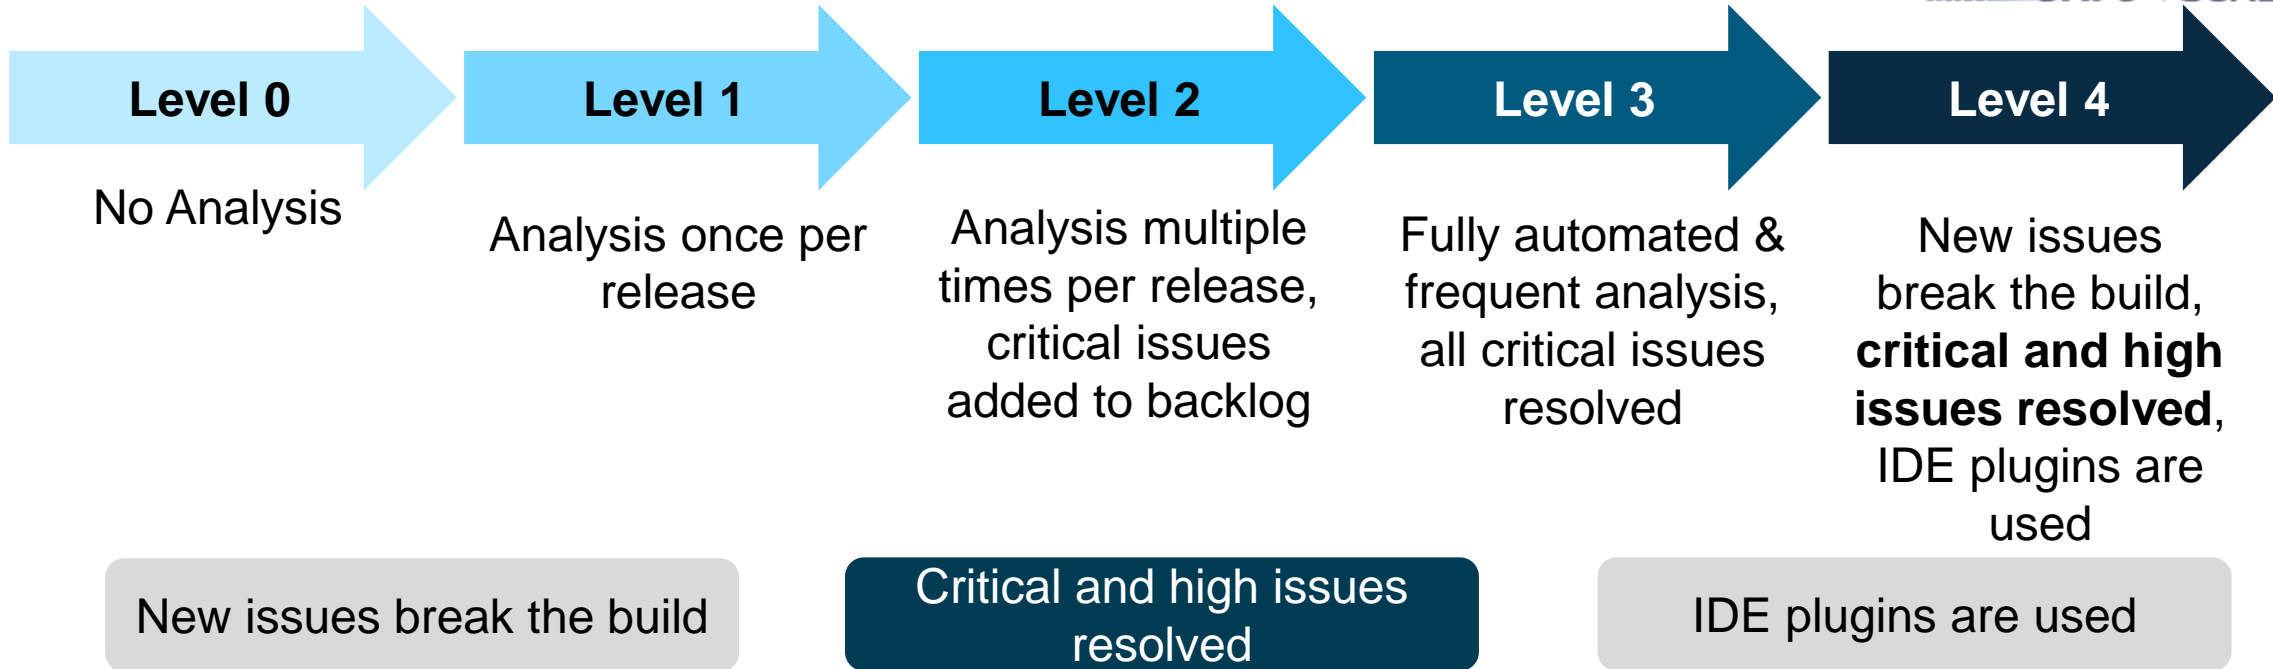 Level 0
Level 1
Level 2
Level 3
Level 4
No Analysis
Analysis once per
release
Analysis multiple
times per release,
critical issues
added to backlog
Fully automated &
frequent analysis,
all critical issues
resolved
New issues
break the build,
critical and high
issues resolved,
IDE plugins are
used
New issues break the build
Critical and high issues
resolved
IDE plugins are used